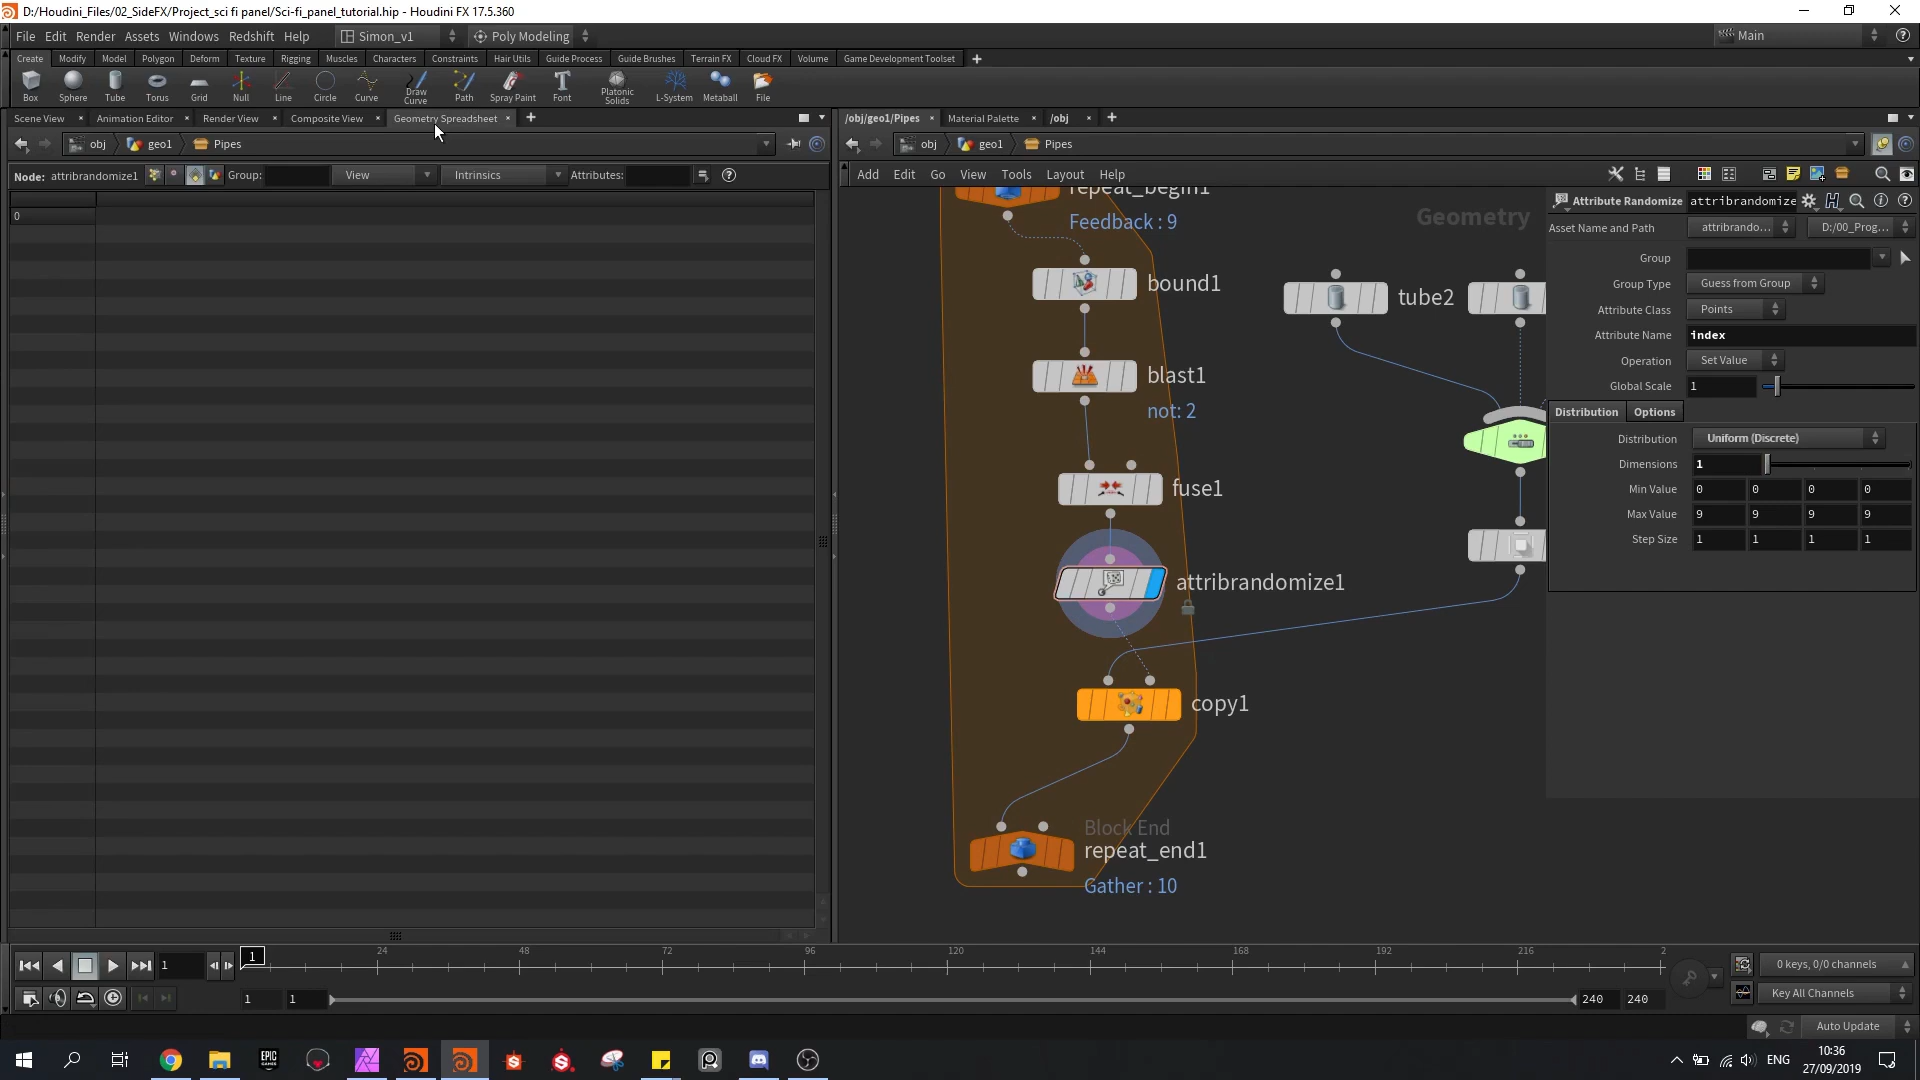 D:/Houdini_Files/02_SideFX/Project_sci fi panel/Sci-fi_panel_tutorial.hip - Houdini FX 17.5.360
File Edit Render Assets Windows Redshift Help Simon_v1 Poly Modeling Main
Create Modify Model Polygon Deform Texture Rigging Muscles Characters Constraints Hair Utils Guide Process Guide Brushes Terrain FX Cloud FX Volume Game Development Toolset
Box Sphere Tube Torus Grid Null Line Circle Curve Draw Curve Path Spray Paint Font Platonic Solids L-System Metaball File
Scene View Animation Editor Render View Composite View Geometry Spreadsheet
obj geo1 Pipes
Node: attribrandomize1 Group: View Intrinsics Attributes:
0
/obj/geo1/Pipes Material Palette /obj
obj geo1 Pipes
Add Edit Go View Tools Layout Help
repeat_begin1
Feedback : 9
Geometry
bound1
tube2
blast1
not: 2
fuse1
attribrandomize1
copy1
Block End
repeat_end1
Gather : 10
Attribute Randomize attribrandomize
Asset Name and Path attribrando... D:/00_Prog...
Group
Group Type Guess from Group
Attribute Class Points
Attribute Name index
Operation Set Value
Global Scale 1
Distribution Options
Distribution Uniform (Discrete)
Dimensions 1
Min Value 0 0 0 0
Max Value 9 9 9 9
Step Size 1 1 1 1
1 24 48 72 96 120 144 168 192 216 2
1
1 1 240 240
0 keys, 0/0 channels
Key All Channels
Auto Update
EPIC GAMES
ENG
10:36
27/09/2019